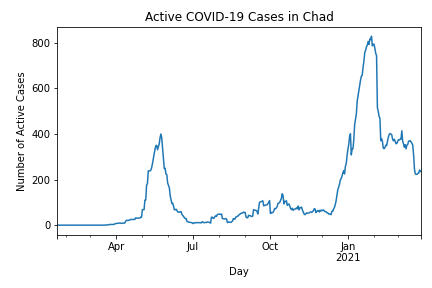 Active COVID-19 Cases in Chad
Number of Active Cases
800
600
400
200
0
Apr
Jul
Oct
Jan
2021
Day